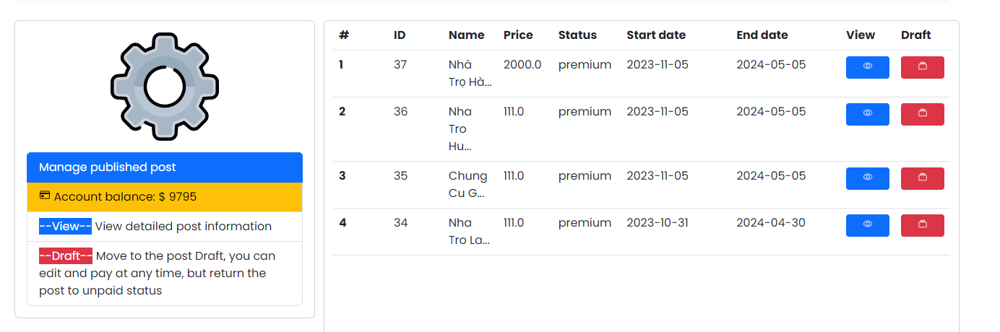 Manage published post
Account balance: $ 9795
--View-- View detailed post information
--Draft-- Move to the post Draft, you can
edit and pay at any time, but return the
post to unpaid status
# ID Name Price Status Start date End date View Draft
1 37 Nhà 2000.0 premium 2023-11-05 2024-05-05
Trọ Hà...
2 36 Nha 111.0 premium 2023-11-05 2024-05-05
Tro
Hu...
3 35 Chung 111.0 premium 2023-11-05 2024-05-05
Cu G...
4 34 Nha 111.0 premium 2023-10-31 2024-04-30
Tro La...